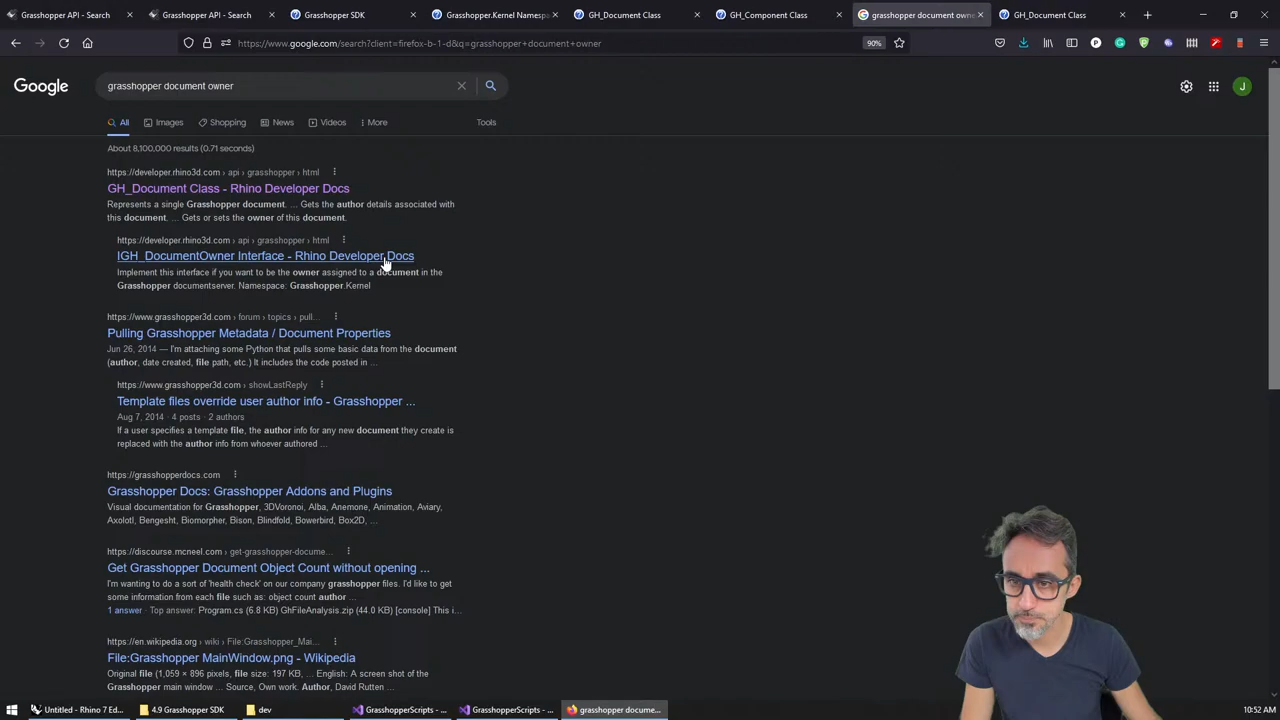 Grasshopper API - Search
Grasshopper API - Search
Grasshopper SDK
Grasshopper.Kernel Namespa
GH_Document Class
GH_Component Class
grasshopper document owne
GH_Document Class
https://www.google.com/search?client=firefox-b-1-d&q=grasshopper+document+owner
90%
Google
grasshopper document owner
J
All
Images
Shopping
News
Videos
More
Tools
About 8,100,000 results (0.71 seconds)
https://developer.rhino3d.com › api › grasshopper › html
GH_Document Class - Rhino Developer Docs
Represents a single Grasshopper document. ... Gets the author details associated with
this document. ... Gets or sets the owner of this document.
https://developer.rhino3d.com › api › grasshopper › html
IGH_DocumentOwner Interface - Rhino Developer Docs
Implement this interface if you want to be the owner assigned to a document in the
Grasshopper documentserver. Namespace: Grasshopper.Kernel
https://www.grasshopper3d.com › forum › topics › pull...
Pulling Grasshopper Metadata / Document Properties
Jun 26, 2014 — I'm attaching some Python that pulls some basic data from the document
(author, date created, file path, etc.) It includes the code posted in ...
https://www.grasshopper3d.com › showLastReply
Template files override user author info - Grasshopper ...
Aug 7, 2014 · 4 posts · 2 authors
If a user specifies a template file, the author info for any new document they create is
replaced with the author info from whoever authored ...
https://grasshopperdocs.com
Grasshopper Docs: Grasshopper Addons and Plugins
Visual documentation for Grasshopper, 3DVoronoi, Alba, Anemone, Animation, Aviary,
Axolotl, Bengesht, Biomorpher, Bison, Blindfold, Bowerbird, Box2D, ...
https://discourse.mcneel.com › get-grasshopper-docume...
Get Grasshopper Document Object Count without opening ...
I'm wanting to do a sort of 'health check' on our company grasshopper files. I'd like to get
some information from each file such as: object count author ...
1 answer · Top answer: Program.cs (6.8 KB) GhFileAnalysis.zip (44.0 KB) [console] This i...
https://en.wikipedia.org › wiki › File:Grasshopper_Mai...
File:Grasshopper MainWindow.png - Wikipedia
Original file (1,059 × 896 pixels, file size: 197 KB, ... English: A screen shot of the
Grasshopper main window ... Source, Own work. Author, David Rutten ...
Untitled - Rhino 7 Ed...
4.9 Grasshopper SDK
dev
GrasshopperScripts - ...
GrasshopperScripts - ...
grasshopper docume...
10:52 AM